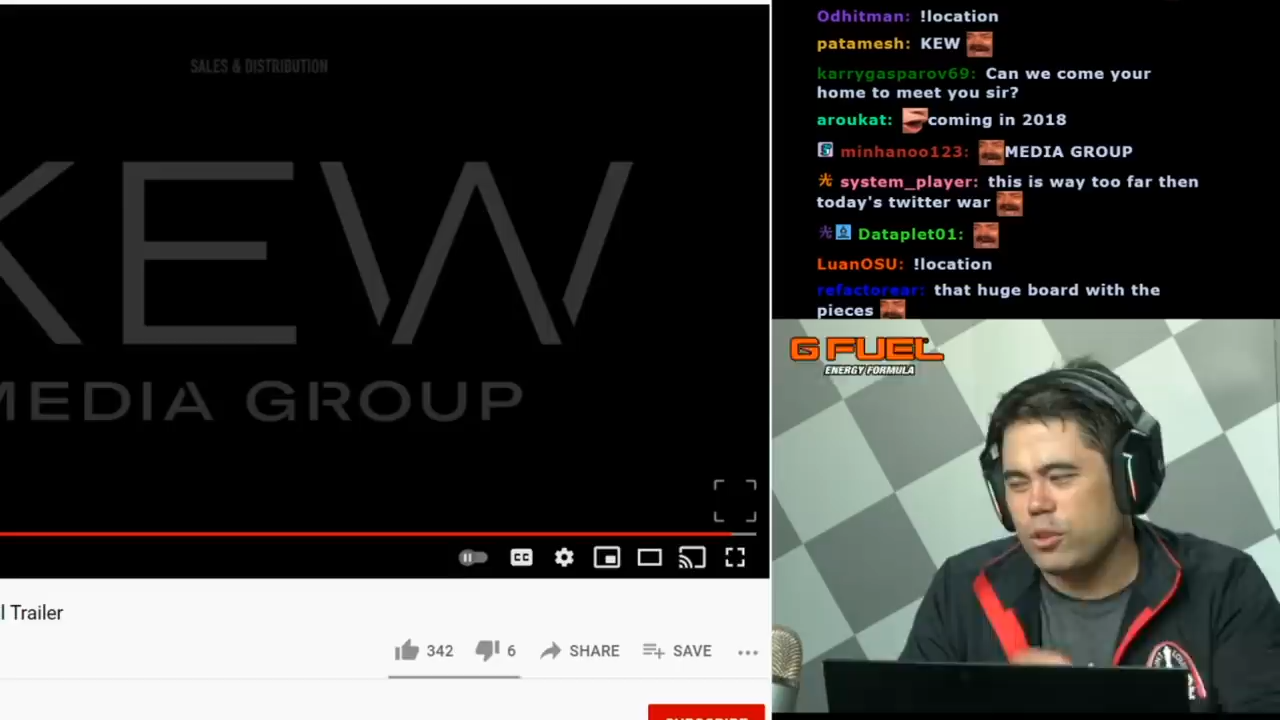 SALES & DISTRIBUTION
KEW
MEDIA GROUP
CC
l Trailer
342
6
SHARE
SAVE
SUBSCRIBE
Odhitman: !location
patamesh: KEW
karrygasparov69: Can we come your
home to meet you sir?
aroukat: coming in 2018
minhanoo123: MEDIA GROUP
system_player: this is way too far then
today's twitter war
Dataplet01:
LuanOSU: !location
refactorear: that huge board with the
pieces
G FUEL
ENERGY FORMULA